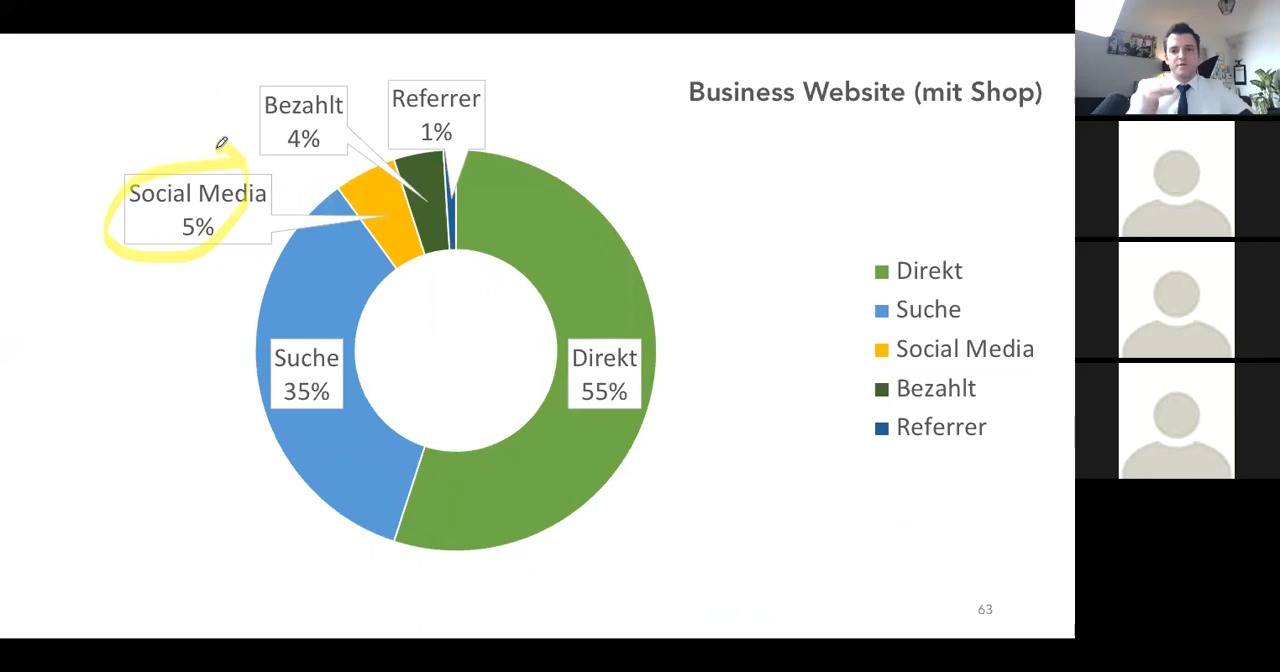 Business Website (mit Shop)
Bezahlt
4%
Referrer
1%
Social Media
5%
Suche
35%
Direkt
55%
Direkt
Suche
Social Media
Bezahlt
Referrer
63